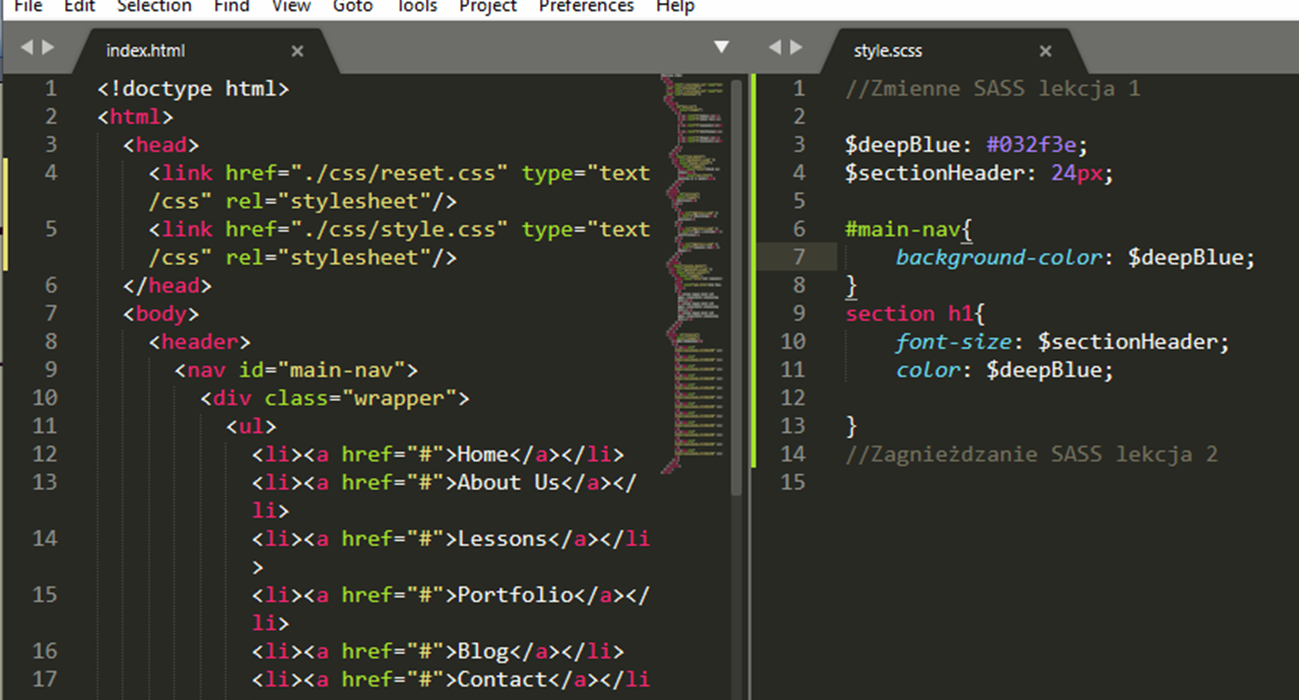 File Edit Selection Find View Goto Tools Project Preferences Help
index.html
1 <!doctype html>
2 <html>
3 <head>
4 <link href="./css/reset.css" type="text
/css" rel="stylesheet"/>
5 <link href="./css/style.css" type="text
/css" rel="stylesheet"/>
6 </head>
7 <body>
8 <header>
9 <nav id="main-nav">
10 <div class="wrapper">
11 <ul>
12 <li><a href="#">Home</a></li>
13 <li><a href="#">About Us</a></
li>
14 <li><a href="#">Lessons</a></li
>
15 <li><a href="#">Portfolio</a></
li>
16 <li><a href="#">Blog</a></li>
17 <li><a href="#">Contact</a></li
style.scss
1 //Zmienne SASS lekcja 1
2
3 $deepBlue: #032f3e;
4 $sectionHeader: 24px;
5
6 #main-nav{
7 background-color: $deepBlue;
8 }
9 section h1{
10 font-size: $sectionHeader;
11 color: $deepBlue;
12
13 }
14 //Zagnieżdzanie SASS lekcja 2
15